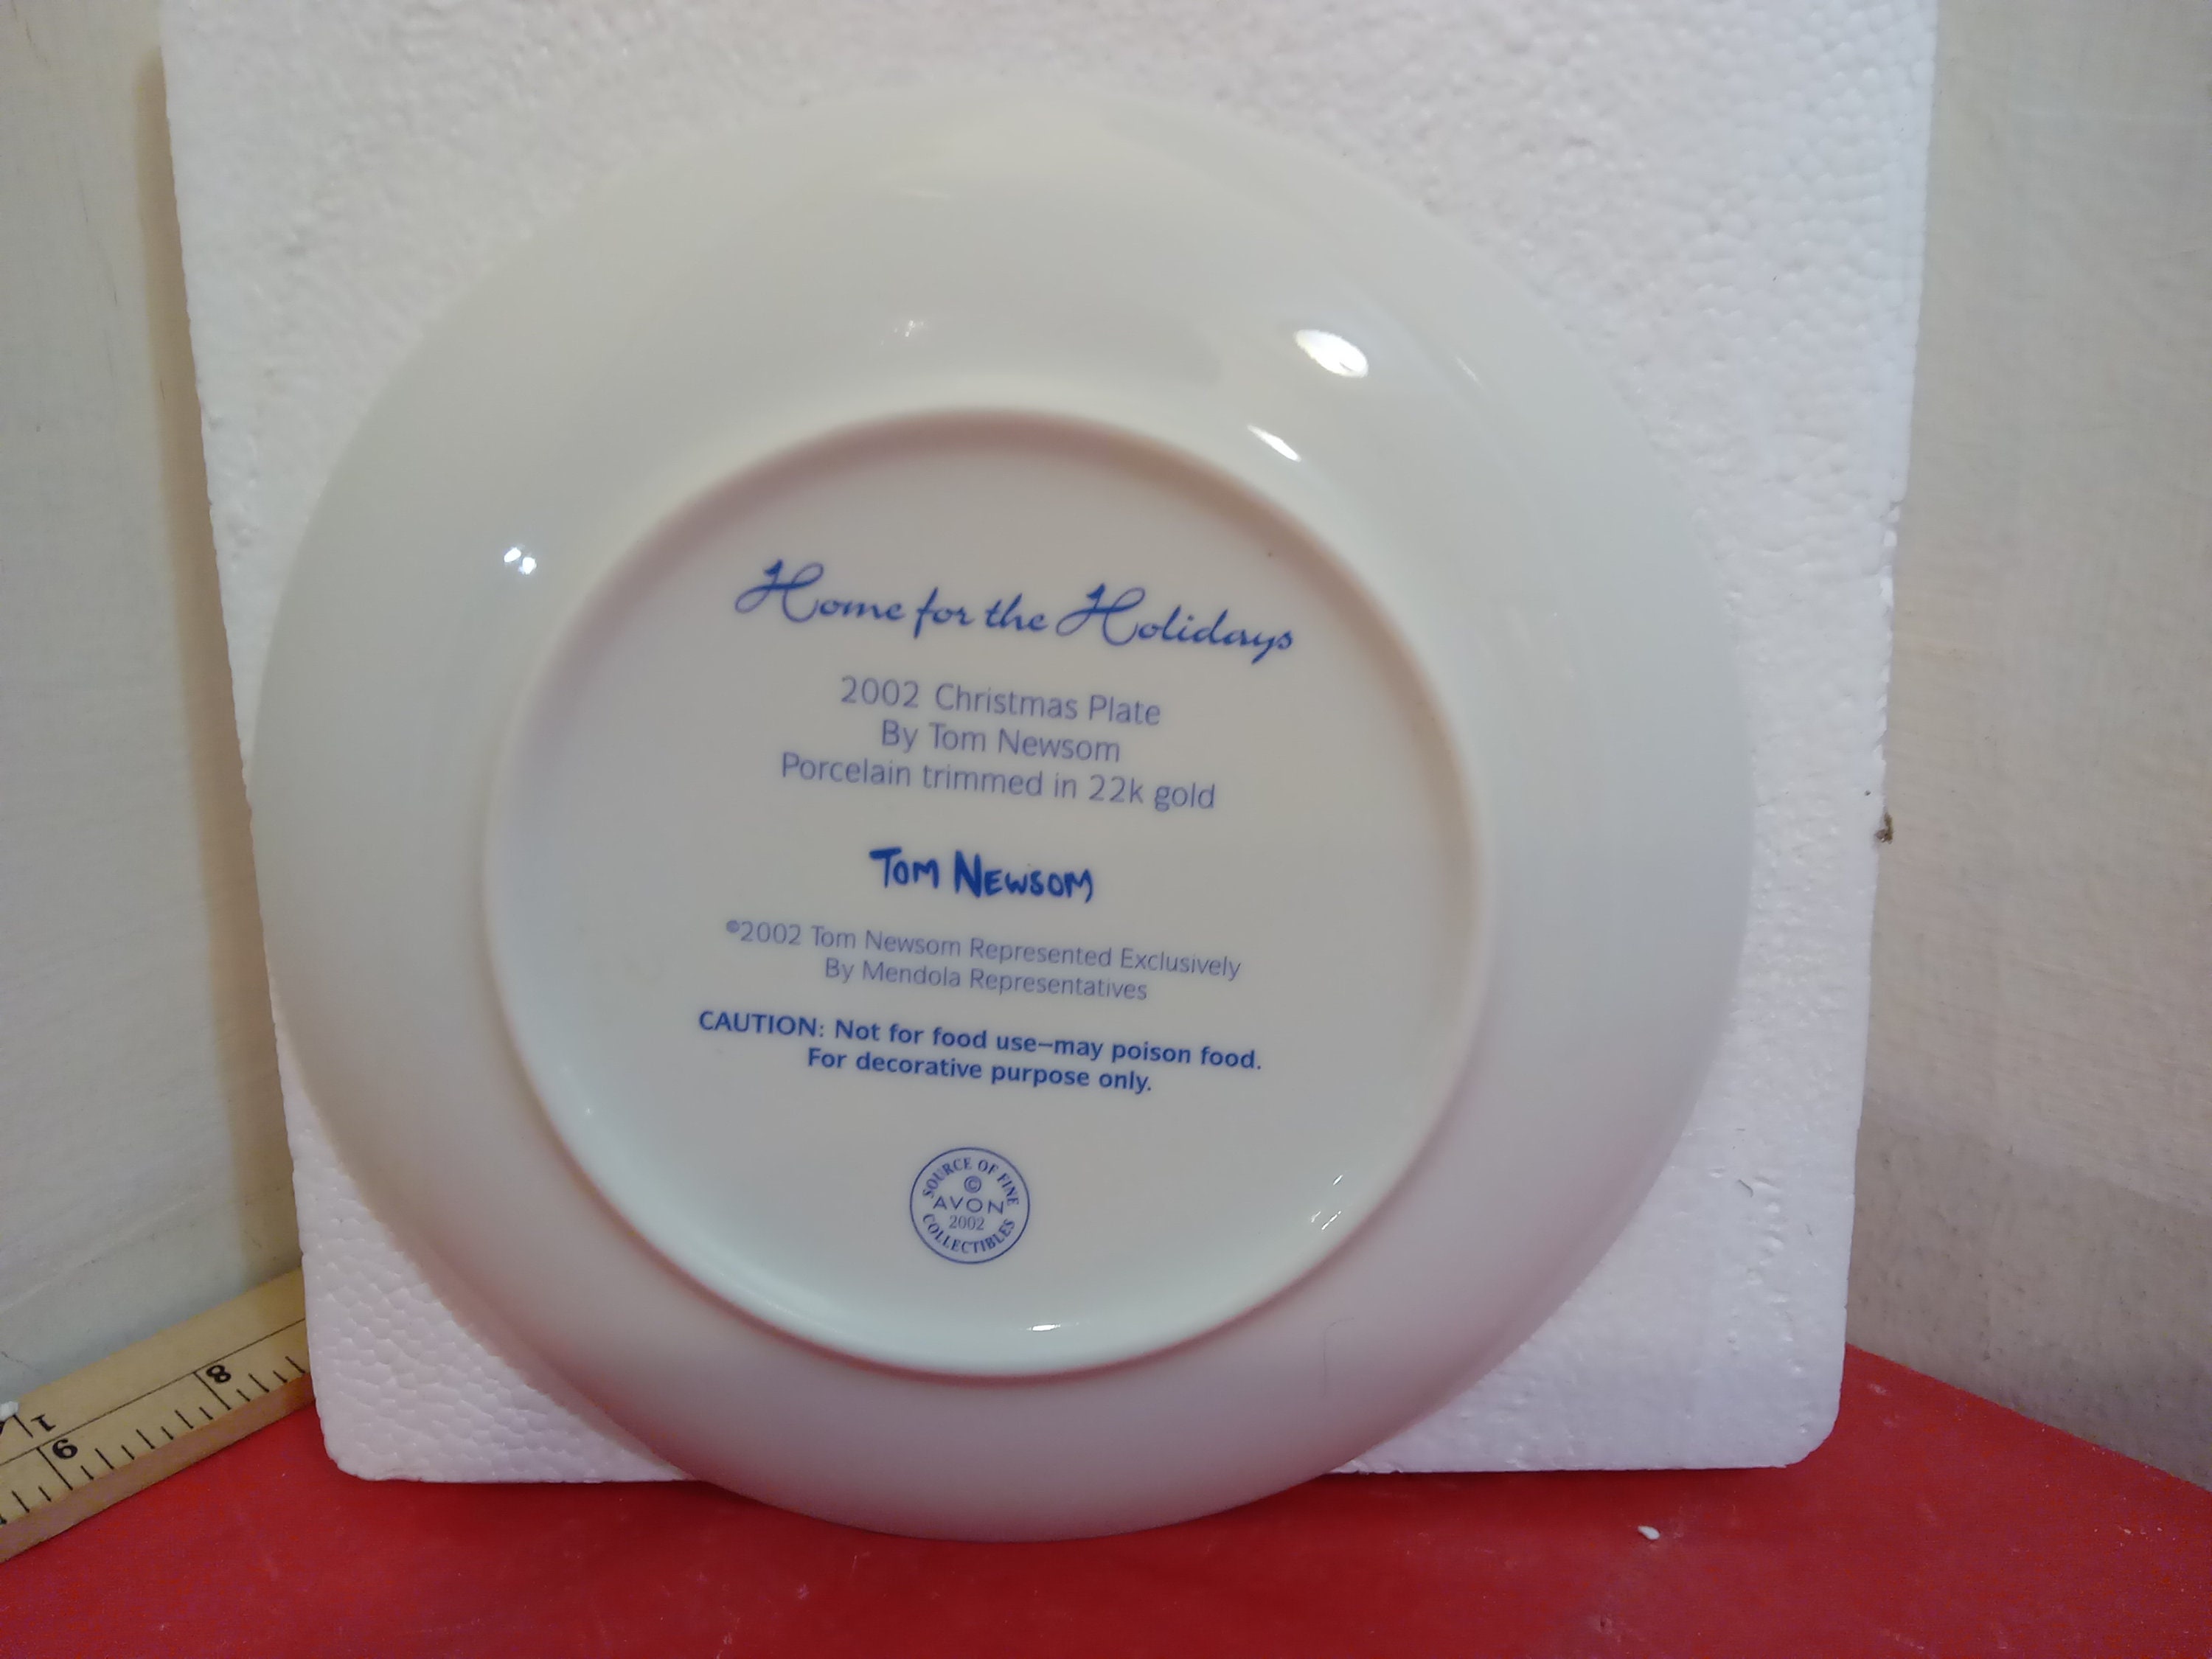 Home for the Holidays
2002 Christmas Plate
By Tom Newsom
Porcelain trimmed in 22k gold
TOM NEWSOM
©2002 Tom Newsom Represented Exclusively
By Mendola Representatives
CAUTION: Not for food use–may poison food.
For decorative purpose only.
SOURCE OF FINE
©
AVON
2002
COLLECTIBLES
8
9
1